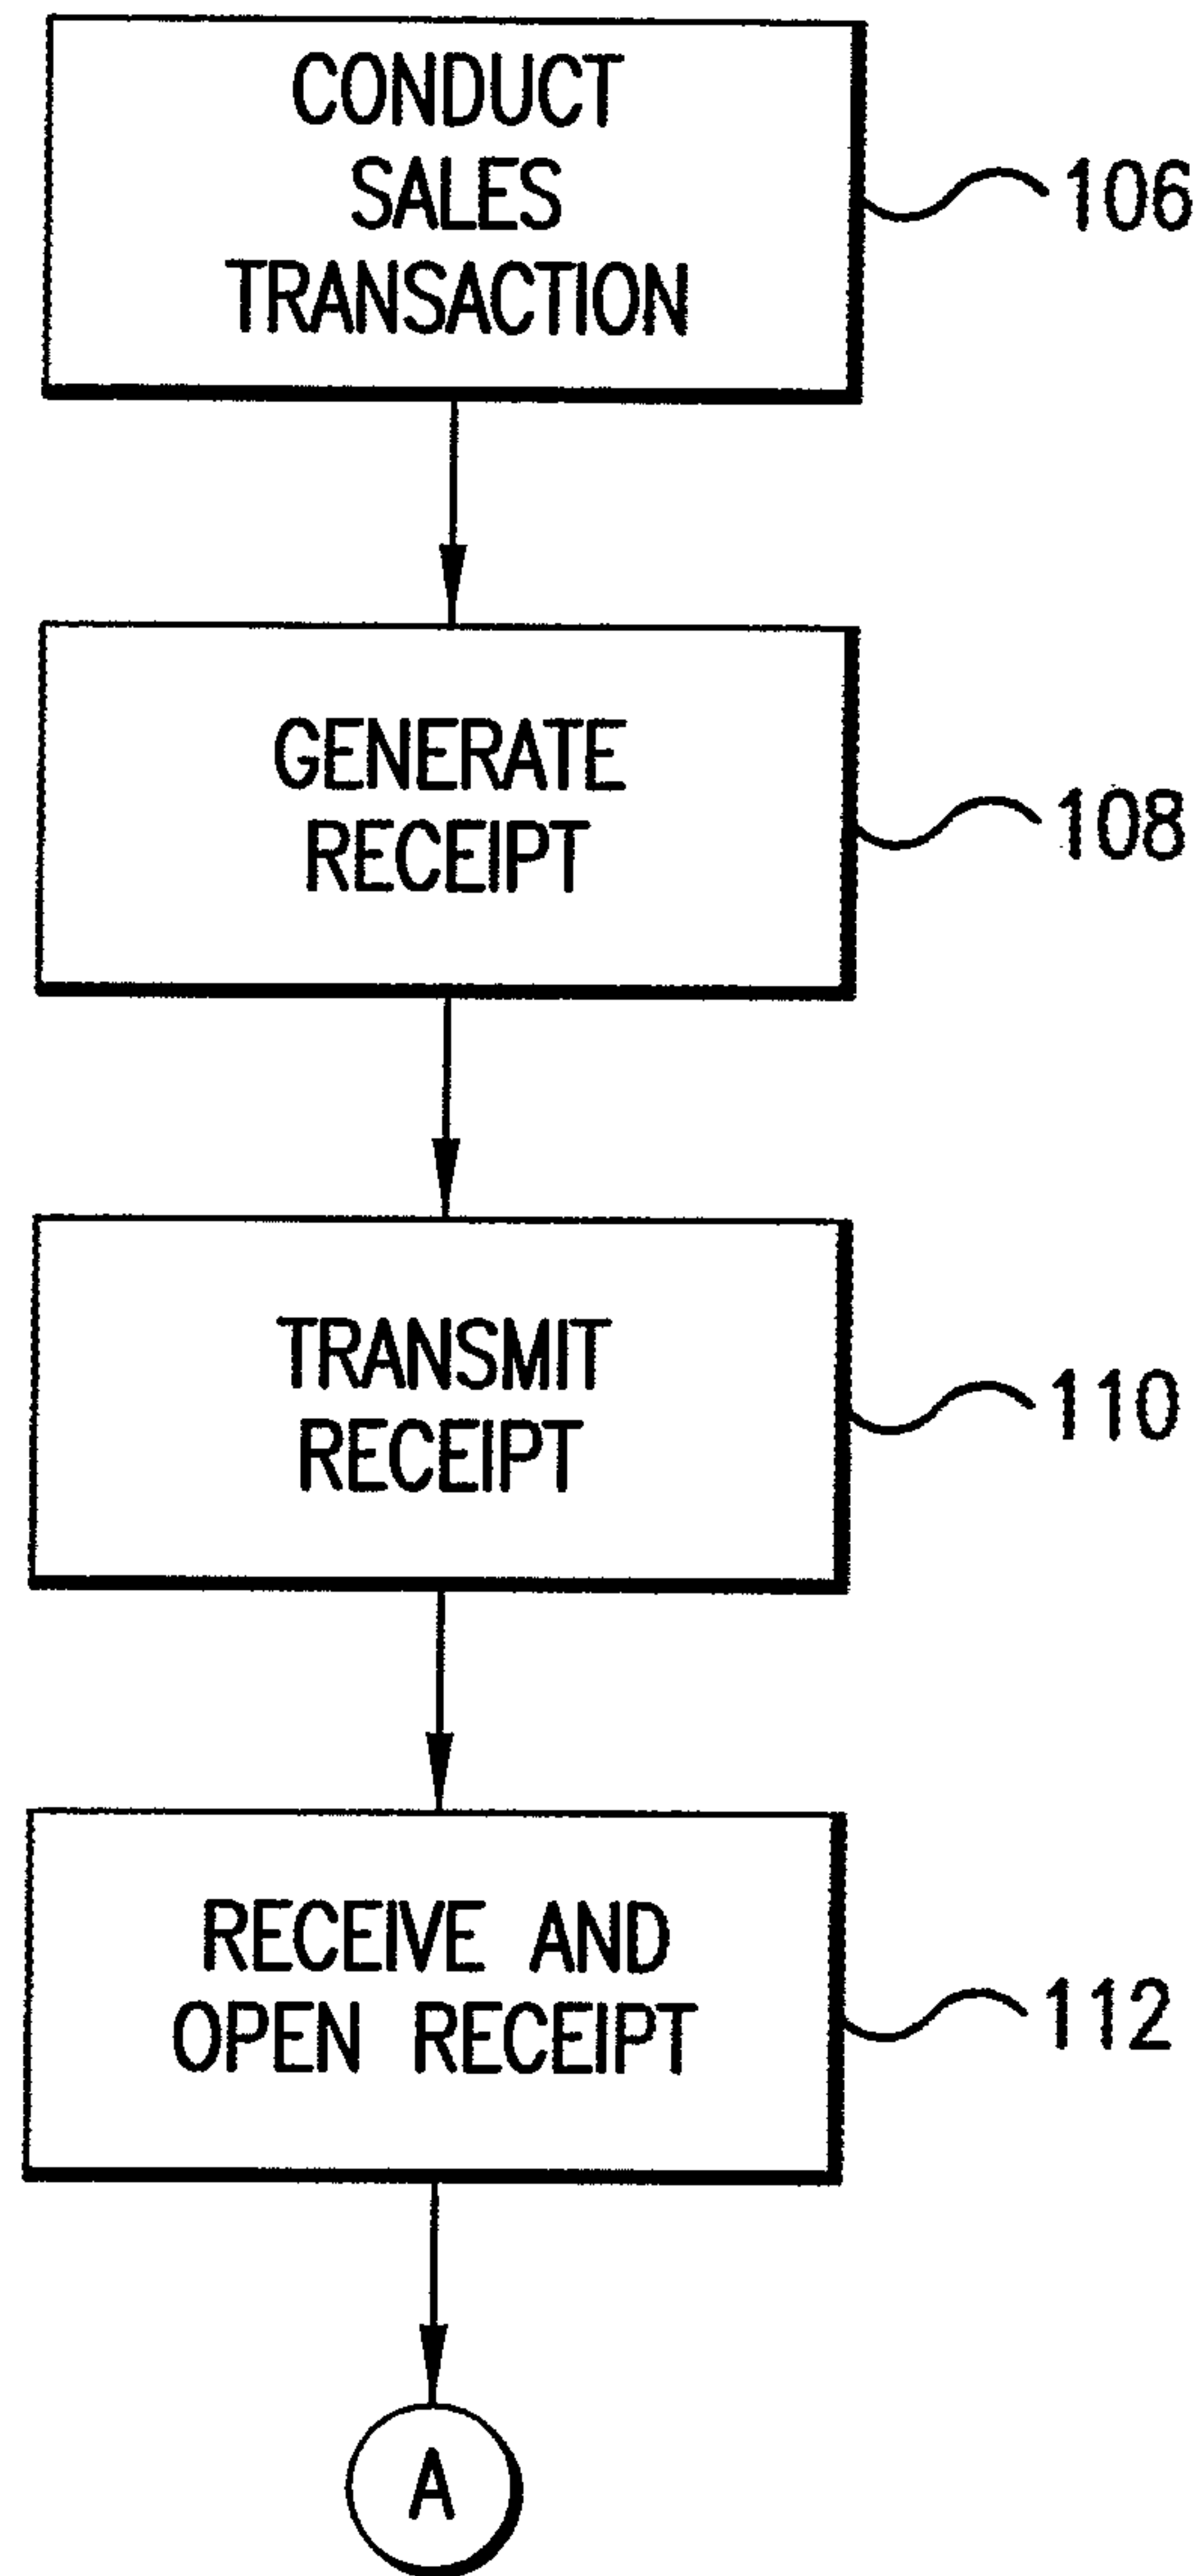 CONDUCT
SALES
TRANSACTION
106
GENERATE
RECEIPT
108
TRANSMIT
RECEIPT
110
RECEIVE AND
OPEN RECEIPT
112
A